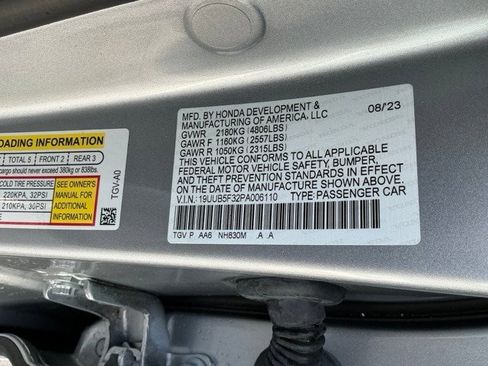 LOADING INFORMATION
TOTAL 5 FRONT 2 REAR 3
cargo should never exceed 380kg or 838lbs.
COLD TIRE PRESSURE
220KPA, 32PSI
210KPA, 30PSI
SEE OWNER'S
MANUAL FOR
ADDITIONAL
INFORMATION
TGV-A0
MFD. BY HONDA DEVELOPMENT & 08/23
MANUFACTURING OF AMERICA, LLC
GVWR 2180KG (4806LBS)
GAWR F 1160KG (2557LBS)
GAWR R 1050KG (2315LBS)
THIS VEHICLE CONFORMS TO ALL APPLICABLE
FEDERAL MOTOR VEHICLE SAFETY, BUMPER,
AND THEFT PREVENTION STANDARDS IN EFFECT
ON THE DATE OF MANUFACTURE SHOWN ABOVE.
V.I.N.: 19UUB5F32PA006110 TYPE: PASSENGER CAR
TGV P AA6 NH830M A A